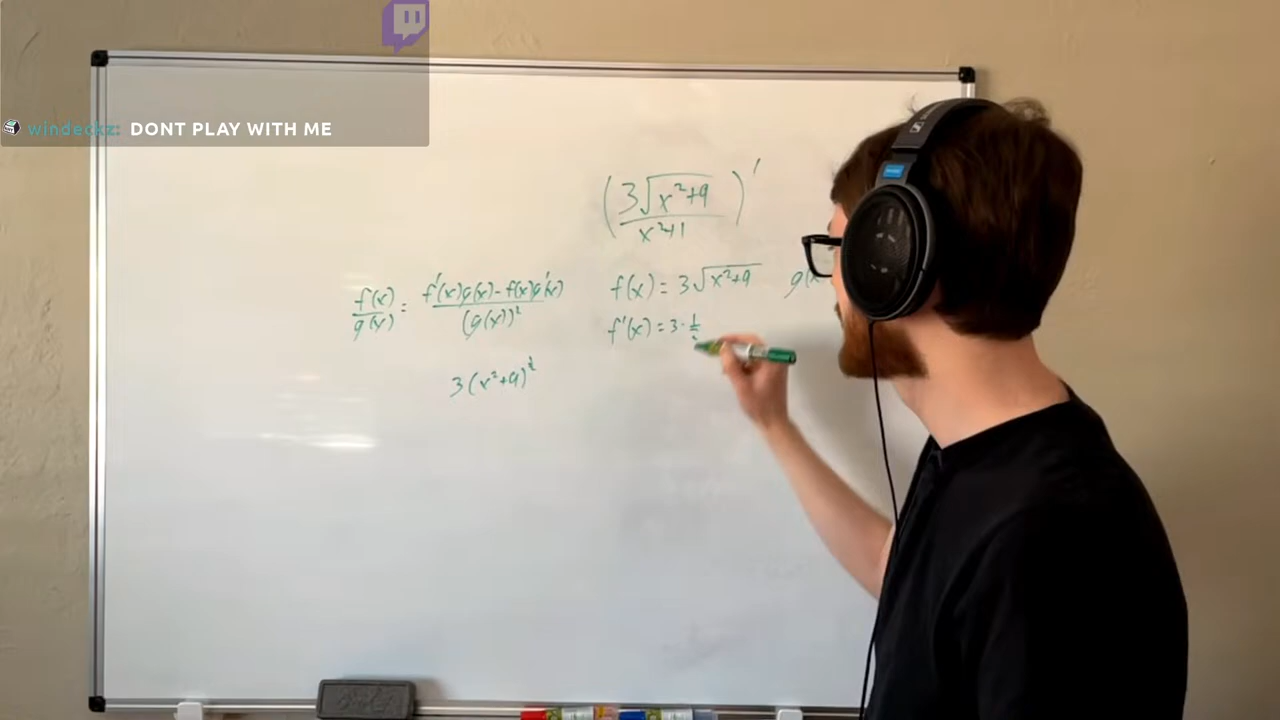 windeckz: DONT PLAY WITH ME
(3√(x²+9) / (x²+1))'
f(x)/g(x) = (f'(x)g(x) - f(x)g'(x)) / (g(x))²
f(x) = 3√(x²+9) g(x
f'(x) = 3·1/
3(x²+9)^½